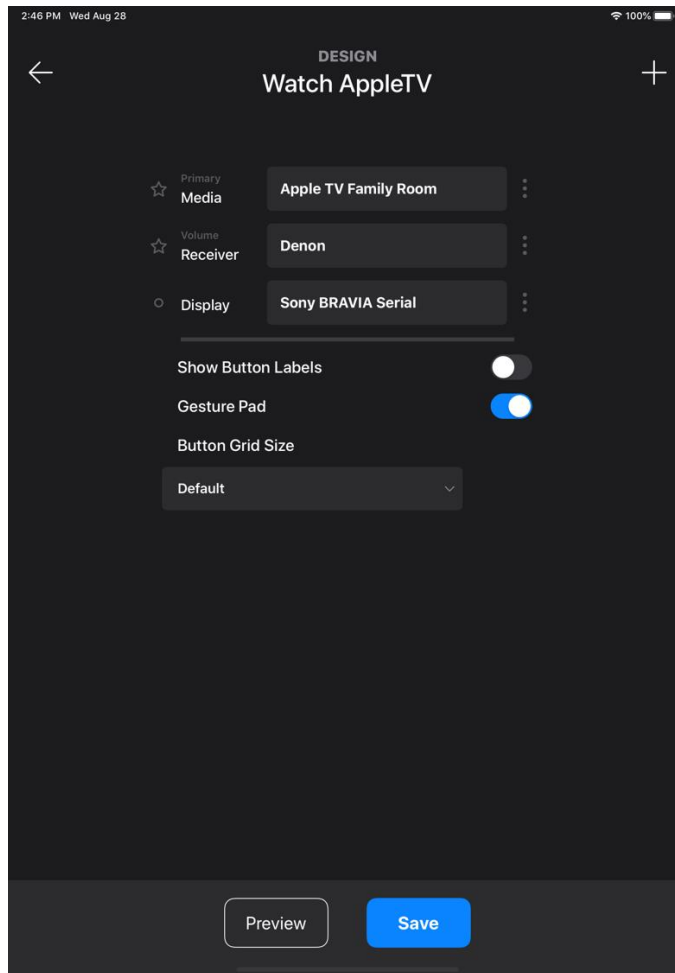 2:46 PM Wed Aug 28 100%
DESIGN
Watch AppleTV
Primary
Media Apple TV Family Room
Volume
Receiver Denon
Display Sony BRAVIA Serial
Show Button Labels
Gesture Pad
Button Grid Size
Default
Preview Save